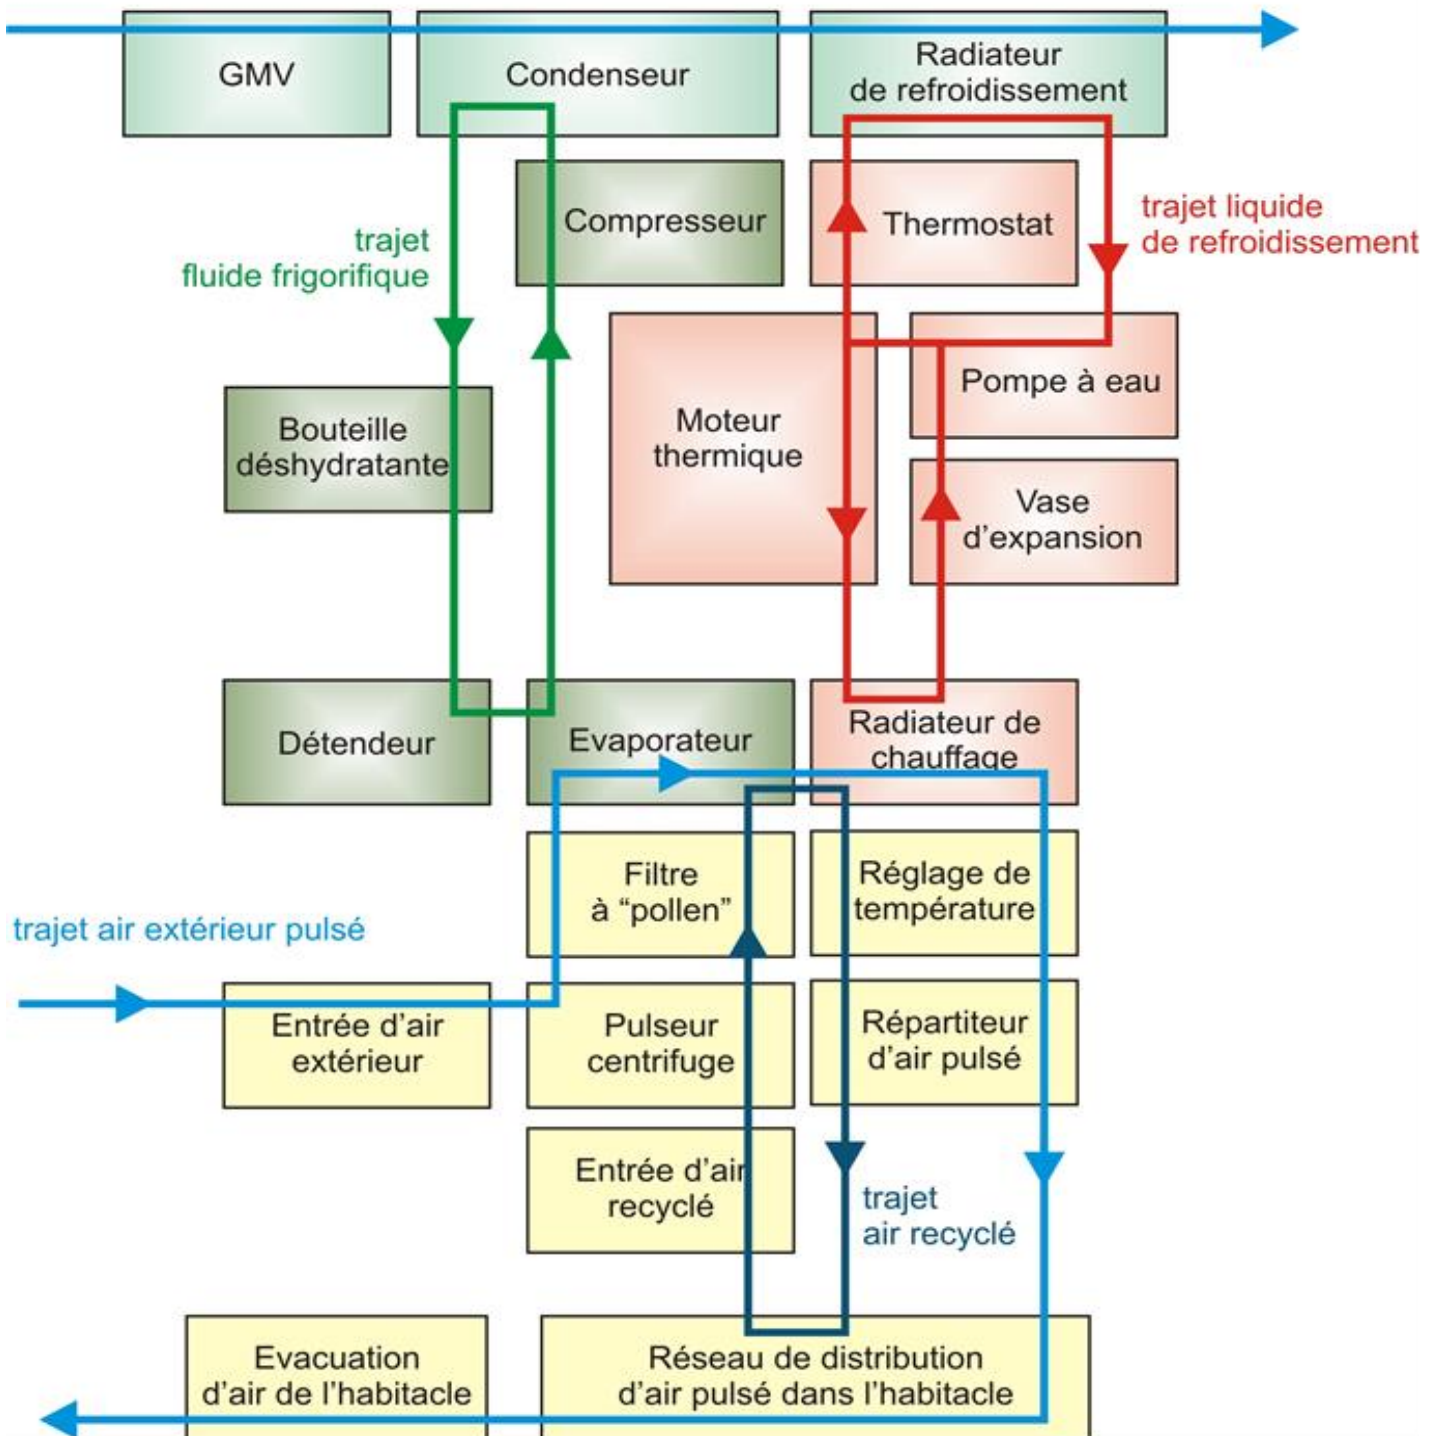 GMV
Condenseur
Radiateur
de refroidissement
Compresseur
Thermostat
trajet liquide
de refroidissement
trajet
fluide frigorifique
Bouteille
déshydratante
Moteur
thermique
Pompe à eau
Vase
d’expansion
Détendeur
Evaporateur
Radiateur de
chauffage
Filtre
à “pollen”
Réglage de
température
trajet air extérieur pulsé
Entrée d’air
extérieur
Pulseur
centrifuge
Répartiteur
d’air pulsé
Entrée d’air
recyclé
trajet
air recyclé
Evacuation
d’air de l’habitacle
Réseau de distribution
d’air pulsé dans l’habitacle